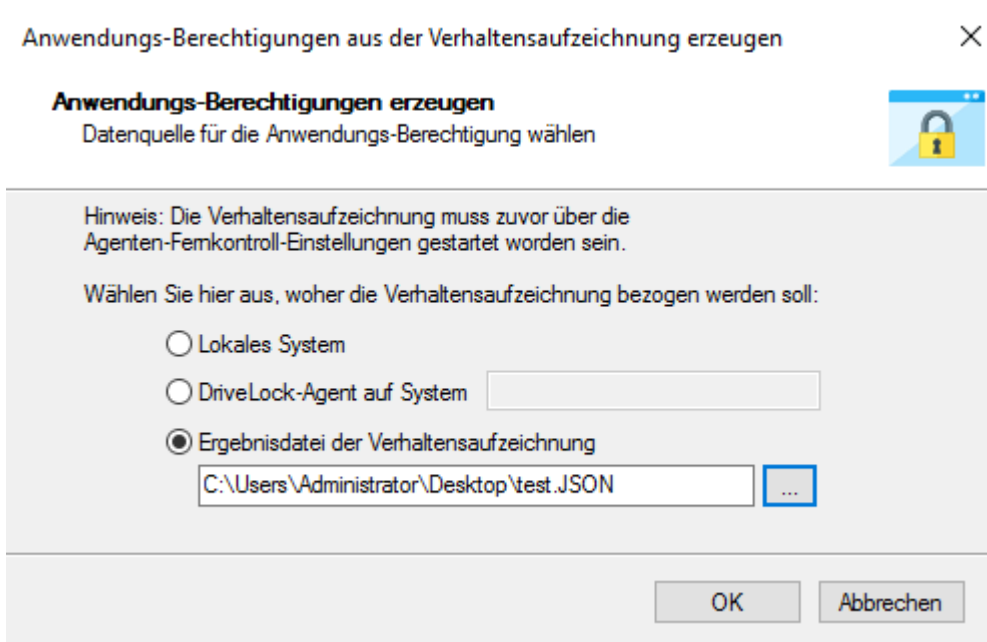 Anwendungs-Berechtigungen aus der Verhaltensaufzeichnung erzeugen
Anwendungs-Berechtigungen erzeugen
Datenquelle für die Anwendungs-Berechtigung wählen
Hinweis: Die Verhaltensaufzeichnung muss zuvor über die
Agenten-Fernkontroll-Einstellungen gestartet worden sein.
Wählen Sie hier aus, woher die Verhaltensaufzeichnung bezogen werden soll:
Lokales System
DriveLock-Agent auf System
Ergebnisdatei der Verhaltensaufzeichnung
C:\Users\Administrator\Desktop\test.JSON
...
OK
Abbrechen